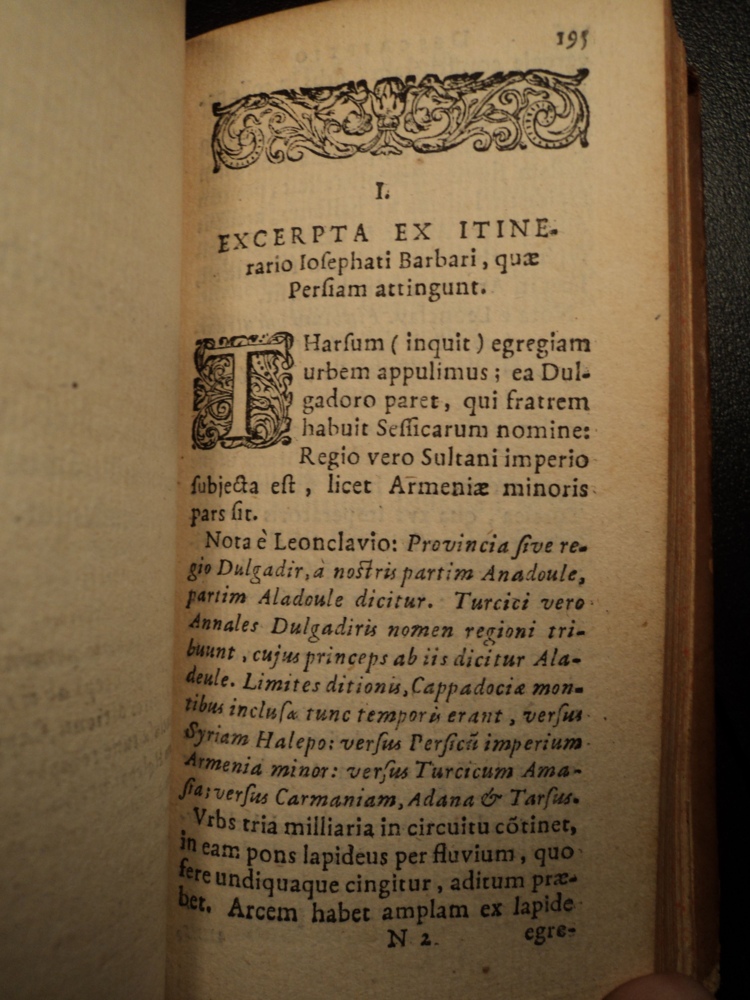 195
I.
EXCERPTA EX ITINE-
rario Ioſephati Barbari, quæ
Perſiam attingunt.
THarſum ( inquit ) egregiam
urbem appulimus ; ea Dul-
gadoro paret, qui fratrem
habuit Seſſicarum nomine:
Regio vero Sultani imperio
ſubjecta eſt, licet Armeniæ minoris
pars ſit.
Nota è Leonclavio: Provincia ſive re-
gio Dulgadir, à noſtris partim Anadoule,
partim Aladoule dicitur. Turcici vero
Annales Dulgadiris nomen regioni tri-
buunt, cujus princeps ab iis dicitur Ala-
deule. Limites ditionis, Cappadociæ mon-
tibus incluſæ tunc temporis erant, verſus
Syriam Halepo: verſus Perſicũ imperium
Armenia minor: verſus Turcicum Ama-
ſia; verſus Carmaniam, Adana & Tarſus.
Vrbs tria milliaria in circuitu cõtinet,
in eam pons lapideus per fluvium, quo
fere undiquaque cingitur, aditum præ-
bet. Arcem habet amplam ex lapide
N 2. egre-